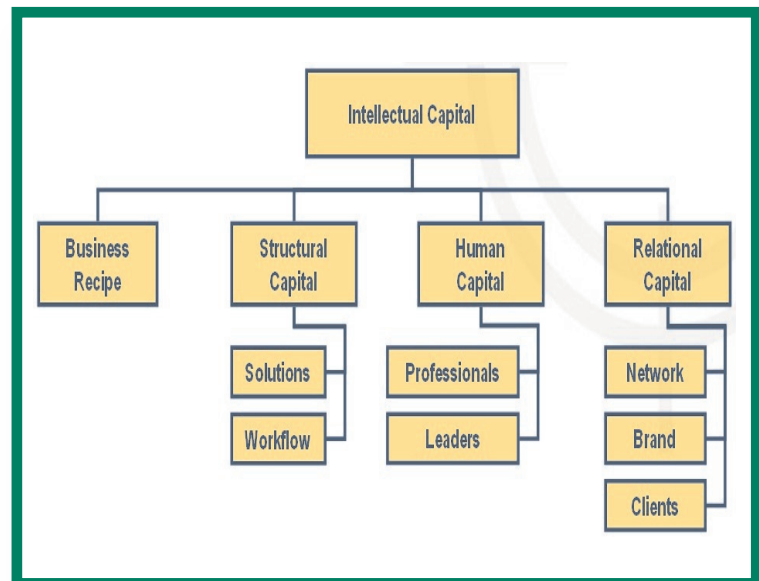 Intellectual Capital
Business
Recipe
Structural
Capital
Human
Capital
Relational
Capital
Solutions
Workflow
Professionals
Leaders
Network
Brand
Clients